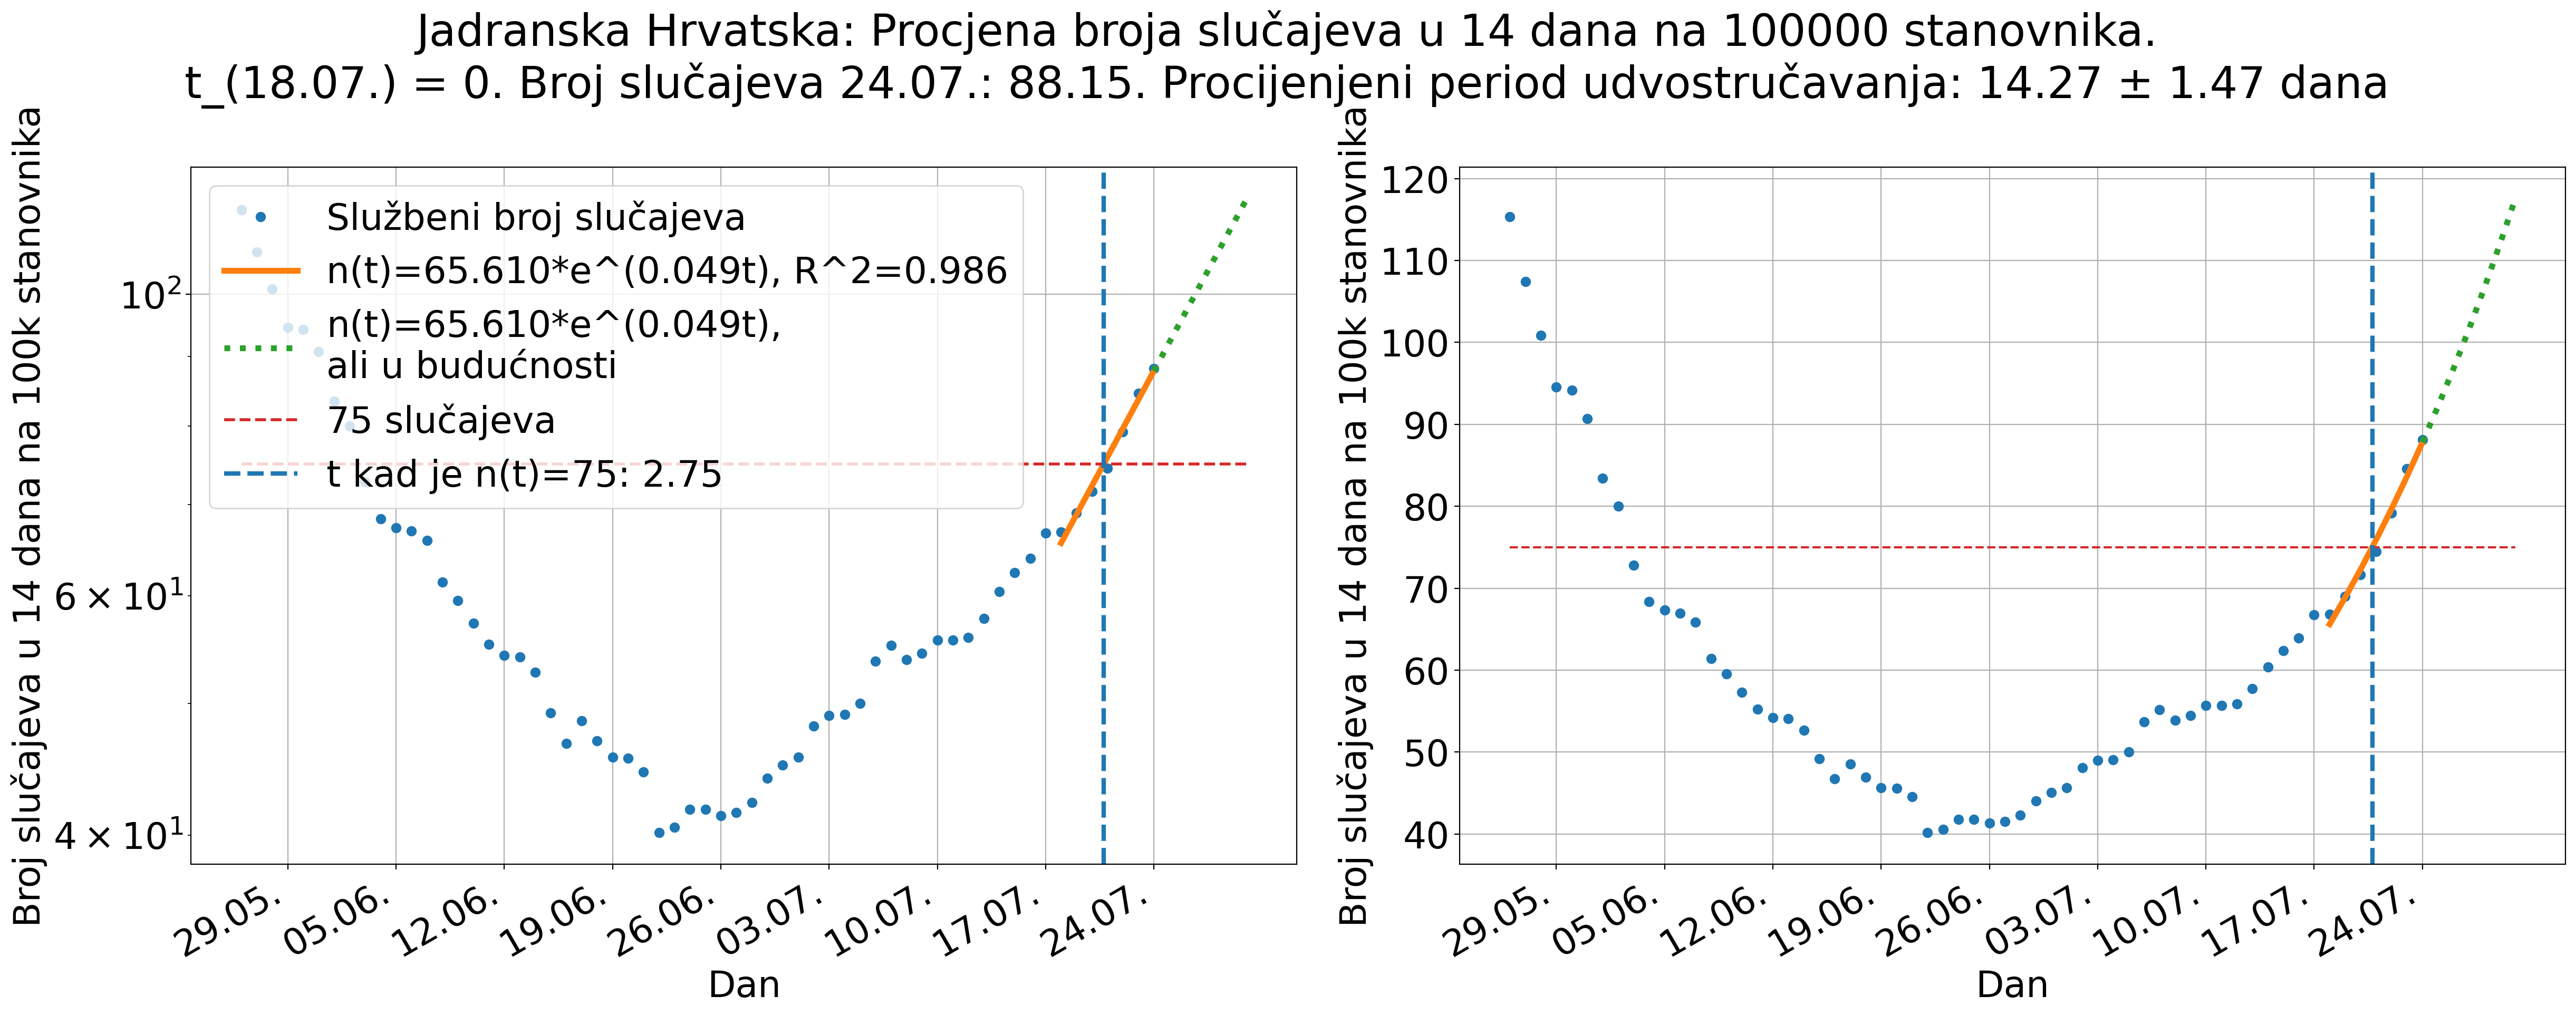 Jadranska Hrvatska: Procjena broja slučajeva u 14 dana na 100000 stanovnika.
t_(18.07.) = 0. Broj slučajeva 24.07.: 88.15. Procijenjeni period udvostručavanja: 14.27 ± 1.47 dana
Broj slučajeva u 14 dana na 100k stanovnika
10²
6 × 10¹
4 × 10¹
Službeni broj slučajeva
n(t)=65.610*e^(0.049t), R^2=0.986
n(t)=65.610*e^(0.049t),
ali u budućnosti
75 slučajeva
t kad je n(t)=75: 2.75
29.05.
05.06.
12.06.
19.06.
26.06.
03.07.
10.07.
17.07.
24.07.
Dan
Broj slučajeva u 14 dana na 100k stanovnika
120
110
100
90
80
70
60
50
40
29.05.
05.06.
12.06.
19.06.
26.06.
03.07.
10.07.
17.07.
24.07.
Dan